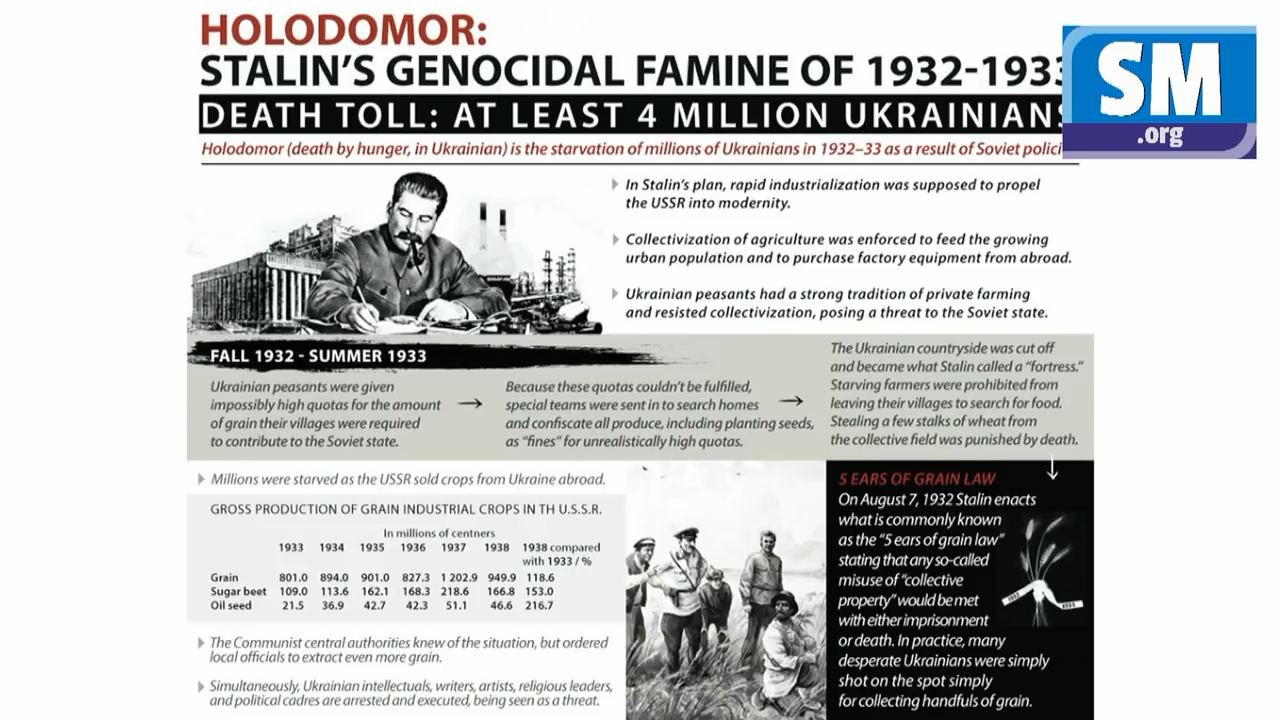 HOLODOMOR:
STALIN'S GENOCIDAL FAMINE OF 1932-1933
DEATH TOLL: AT LEAST 4 MILLION UKRAINIANS
SM
.org
Holodomor (death by hunger, in Ukrainian) is the starvation of millions of Ukrainians in 1932–33 as a result of Soviet polici
In Stalin's plan, rapid industrialization was supposed to propel
the USSR into modernity.
Collectivization of agriculture was enforced to feed the growing
urban population and to purchase factory equipment from abroad.
Ukrainian peasants had a strong tradition of private farming
and resisted collectivization, posing a threat to the Soviet state.
FALL 1932 - SUMMER 1933
Ukrainian peasants were given
impossibly high quotas for the amount
of grain their villages were required
to contribute to the Soviet state.
Because these quotas couldn't be fulfilled,
special teams were sent in to search homes
and confiscate all produce, including planting seeds,
as "fines" for unrealistically high quotas.
The Ukrainian countryside was cut off
and became what Stalin called a "fortress."
Starving farmers were prohibited from
leaving their villages to search for food.
Stealing a few stalks of wheat from
the collective field was punished by death.
Millions were starved as the USSR sold crops from Ukraine abroad.
GROSS PRODUCTION OF GRAIN INDUSTRIAL CROPS IN TH U.S.S.R.
In millions of centners
1933 1934 1935 1936 1937 1938 1938 compared
with 1933 / %
Grain 801.0 894.0 901.0 827.3 1 202.9 949.9 118.6
Sugar beet 109.0 113.6 162.1 168.3 218.6 166.8 153.0
Oil seed 21.5 36.9 42.7 42.3 51.1 46.6 216.7
The Communist central authorities knew of the situation, but ordered
local officials to extract even more grain.
Simultaneously, Ukrainian intellectuals, writers, artists, religious leaders,
and political cadres are arrested and executed, being seen as a threat.
5 EARS OF GRAIN LAW
On August 7, 1932 Stalin enacts
what is commonly known
as the "5 ears of grain law"
stating that any so-called
misuse of "collective
property" would be met
with either imprisonment
or death. In practice, many
desperate Ukrainians were simply
shot on the spot simply
for collecting handfuls of grain.